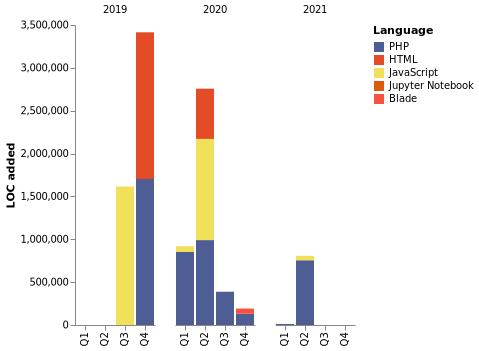 2019 2020 2021
Language
PHP
HTML
JavaScript
Jupyter Notebook
Blade
LOC added
3,500,000
3,000,000
2,500,000
2,000,000
1,500,000
1,000,000
500,000
0
Q1 Q2 Q3 Q4 Q1 Q2 Q3 Q4 Q1 Q2 Q3 Q4